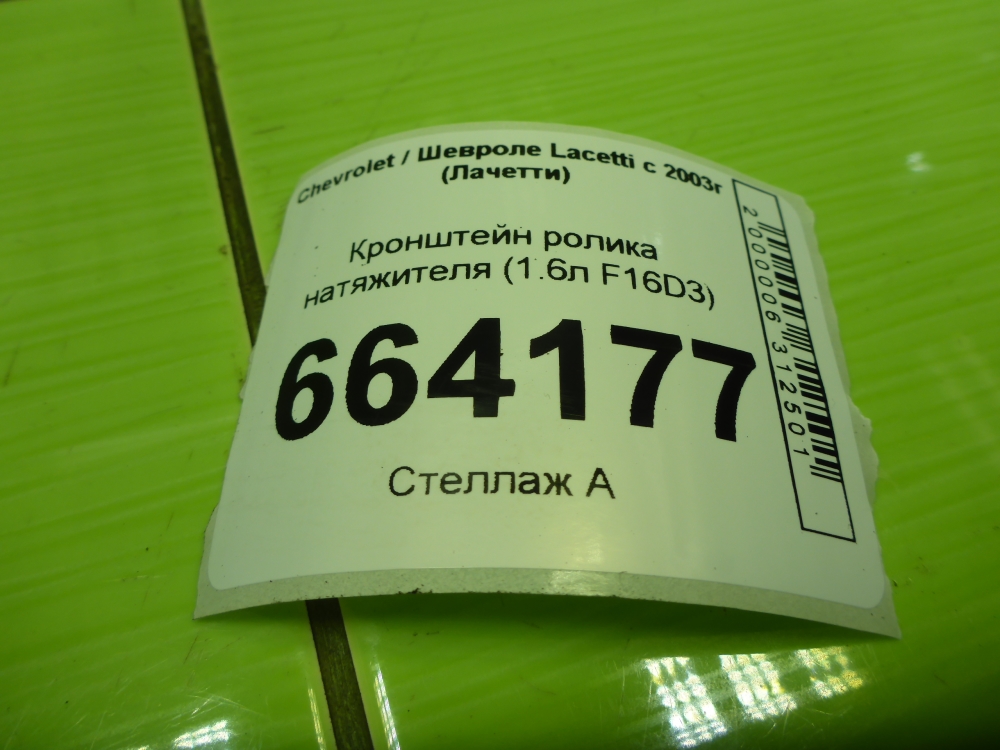 Chevrolet / Шевроле Lacetti с 2003г
(Лачетти)
Кронштейн ролика
натяжителя (1.6л F16D3)
664177
Стеллаж А
2000006312501